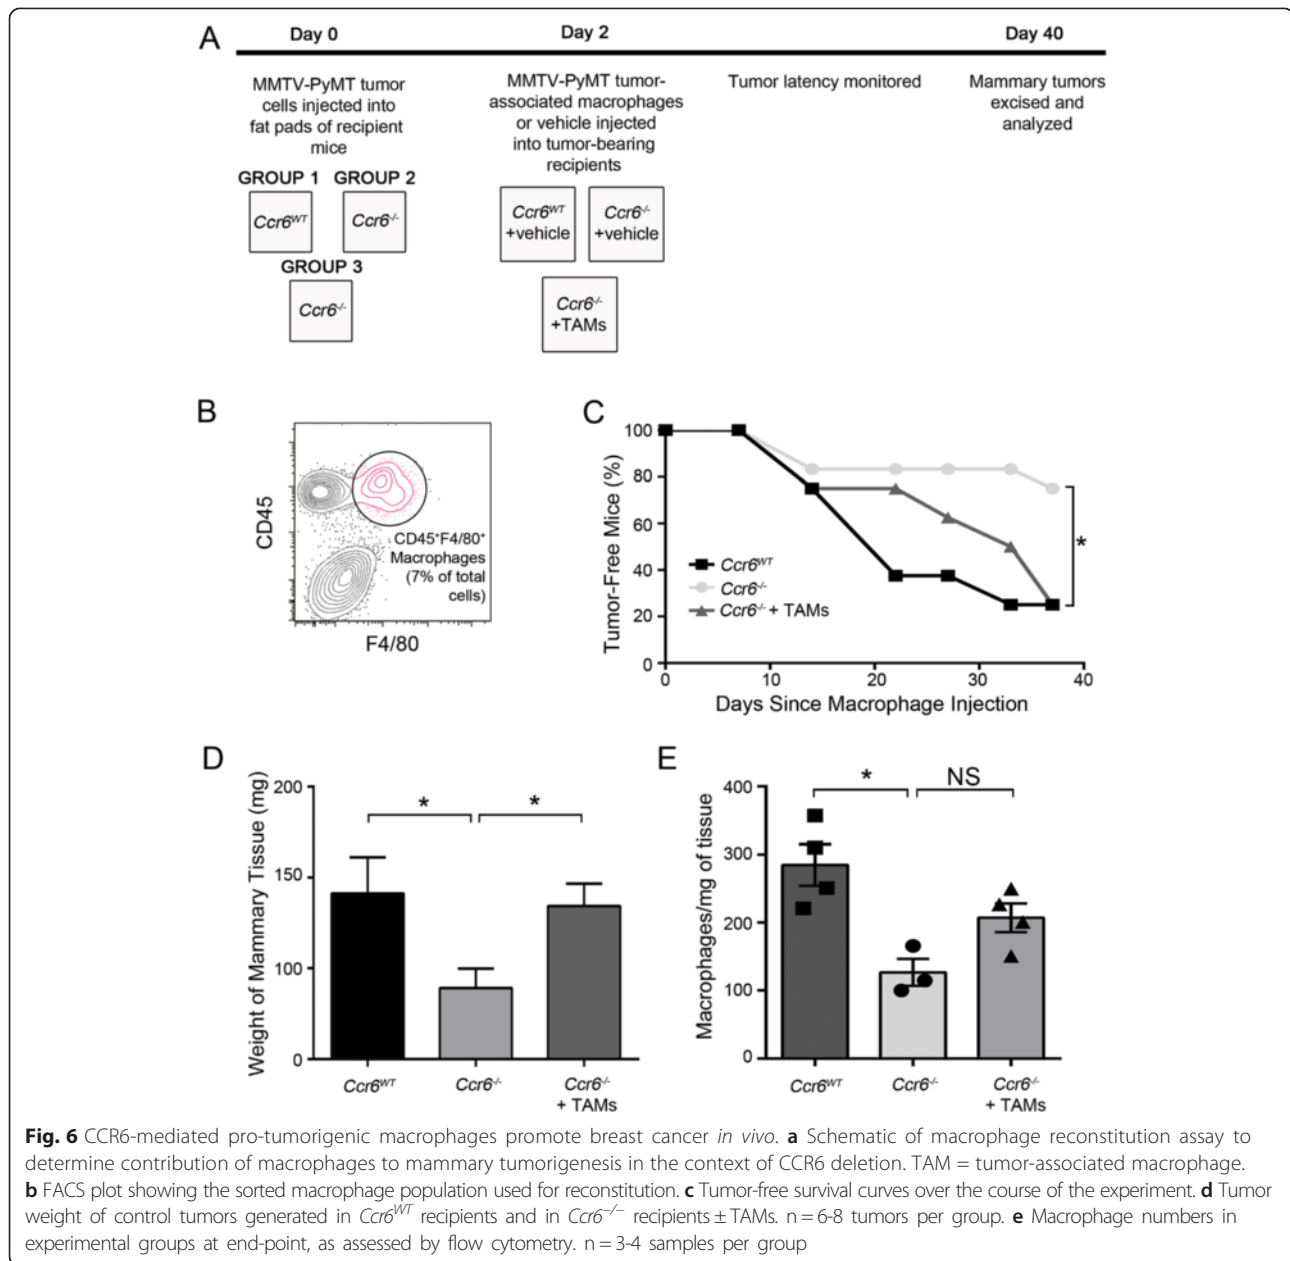 A
Day 0
Day 2
Day 40
MMTV-PyMT tumor
cells injected into
fat pads of recipient
mice
MMTV-PyMT tumor-
associated macrophages
or vehicle injected
into tumor-bearing
recipients
Tumor latency monitored
Mammary tumors
excised and
analyzed
GROUP 1 GROUP 2
Ccr6WT
Ccr6-/-
GROUP 3
Ccr6-/-
Ccr6WT
+vehicle
Ccr6-/-
+vehicle
Ccr6-/-
+TAMs
B
CD45
CD45+F4/80+
Macrophages
(7% of total
cells)
F4/80
C
Tumor-Free Mice (%)
100
80
60
40
20
0
Ccr6WT
Ccr6-/-
Ccr6-/- + TAMs
*
0 10 20 30 40
Days Since Macrophage Injection
D
Weight of Mammary Tissue (mg)
200
150
100
0
* *
Ccr6WT
Ccr6-/-
Ccr6-/-
+ TAMs
E
Macrophages/mg of tissue
400
300
200
100
0
* NS
Ccr6WT
Ccr6-/-
Ccr6-/-
+ TAMs
Fig. 6 CCR6-mediated pro-tumorigenic macrophages promote breast cancer in vivo. a Schematic of macrophage reconstitution assay to
determine contribution of macrophages to mammary tumorigenesis in the context of CCR6 deletion. TAM = tumor-associated macrophage.
b FACS plot showing the sorted macrophage population used for reconstitution. c Tumor-free survival curves over the course of the experiment. d Tumor
weight of control tumors generated in Ccr6WT recipients and in Ccr6−/− recipients ± TAMs. n = 6-8 tumors per group. e Macrophage numbers in
experimental groups at end-point, as assessed by flow cytometry. n = 3-4 samples per group